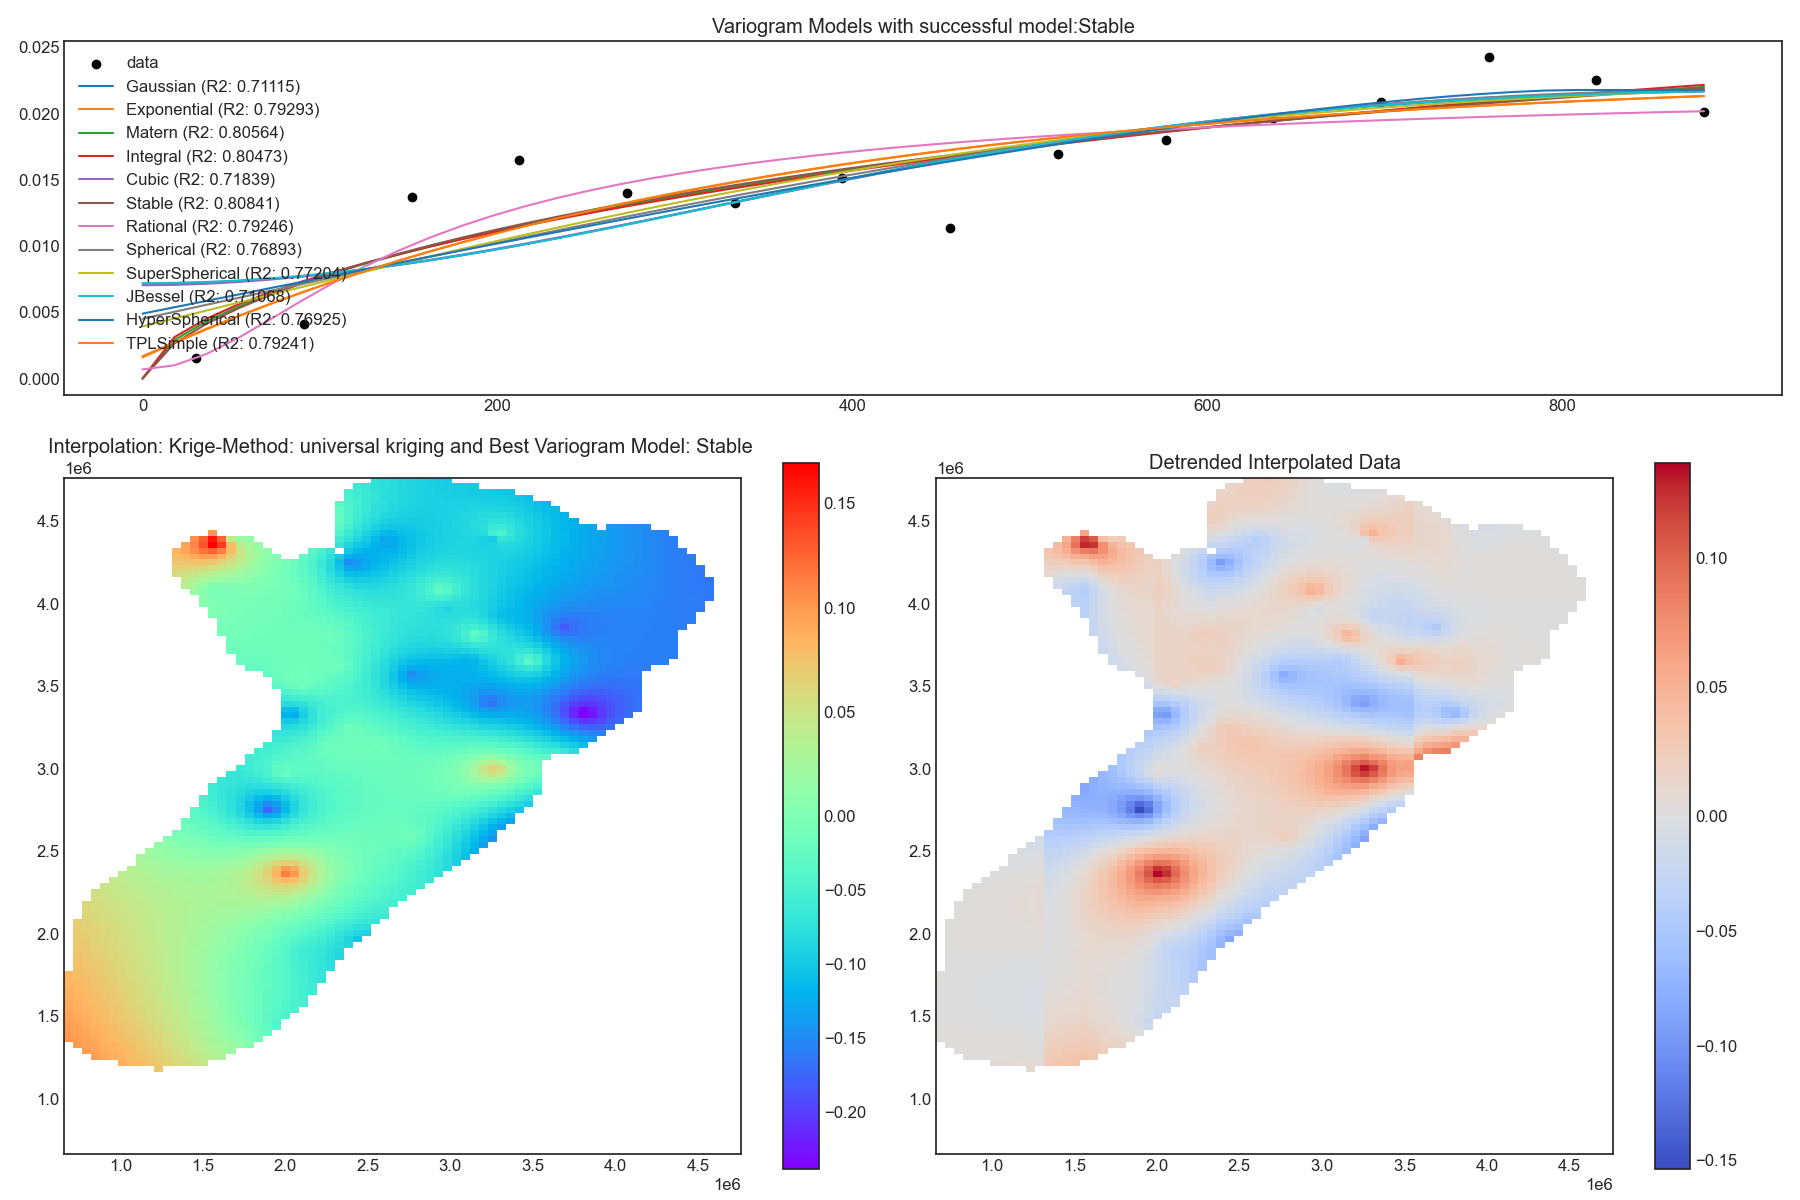 Variogram Models with successful model:Stable
0.025
0.020
0.015
0.010
0.005
0.000
data
Gaussian (R2: 0.71115)
Exponential (R2: 0.79293)
Matern (R2: 0.80564)
Integral (R2: 0.80473)
Cubic (R2: 0.71839)
Stable (R2: 0.80841)
Rational (R2: 0.79246)
Spherical (R2: 0.76893)
SuperSpherical (R2: 0.77204)
JBessel (R2: 0.71068)
HyperSpherical (R2: 0.76925)
TPLSimple (R2: 0.79241)
0 200 400 600 800
Interpolation: Krige-Method: universal kriging and Best Variogram Model: Stable
1e6
4.5
4.0
3.5
3.0
2.5
2.0
1.5
1.0
1.0 1.5 2.0 2.5 3.0 3.5 4.0 4.5
1e6
0.15
0.10
0.05
0.00
−0.05
−0.10
−0.15
−0.20
Detrended Interpolated Data
1e6
4.5
4.0
3.5
3.0
2.5
2.0
1.5
1.0
1.0 1.5 2.0 2.5 3.0 3.5 4.0 4.5
1e6
0.10
0.05
0.00
−0.05
−0.10
−0.15